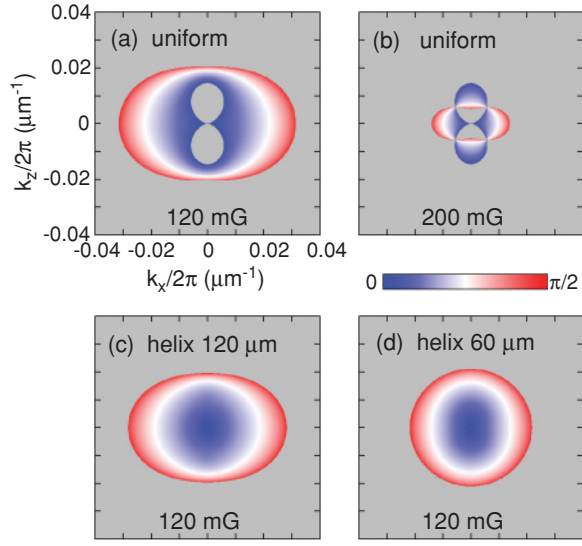 (a) uniform
(b) uniform
0.04
0.02
0
-0.02
-0.04
k_z/2π (μm⁻¹)
120 mG
200 mG
-0.04 -0.02 0 0.02 0.04
k_x/2π (μm⁻¹)
0 π/2
(c) helix 120 μm
(d) helix 60 μm
120 mG
120 mG